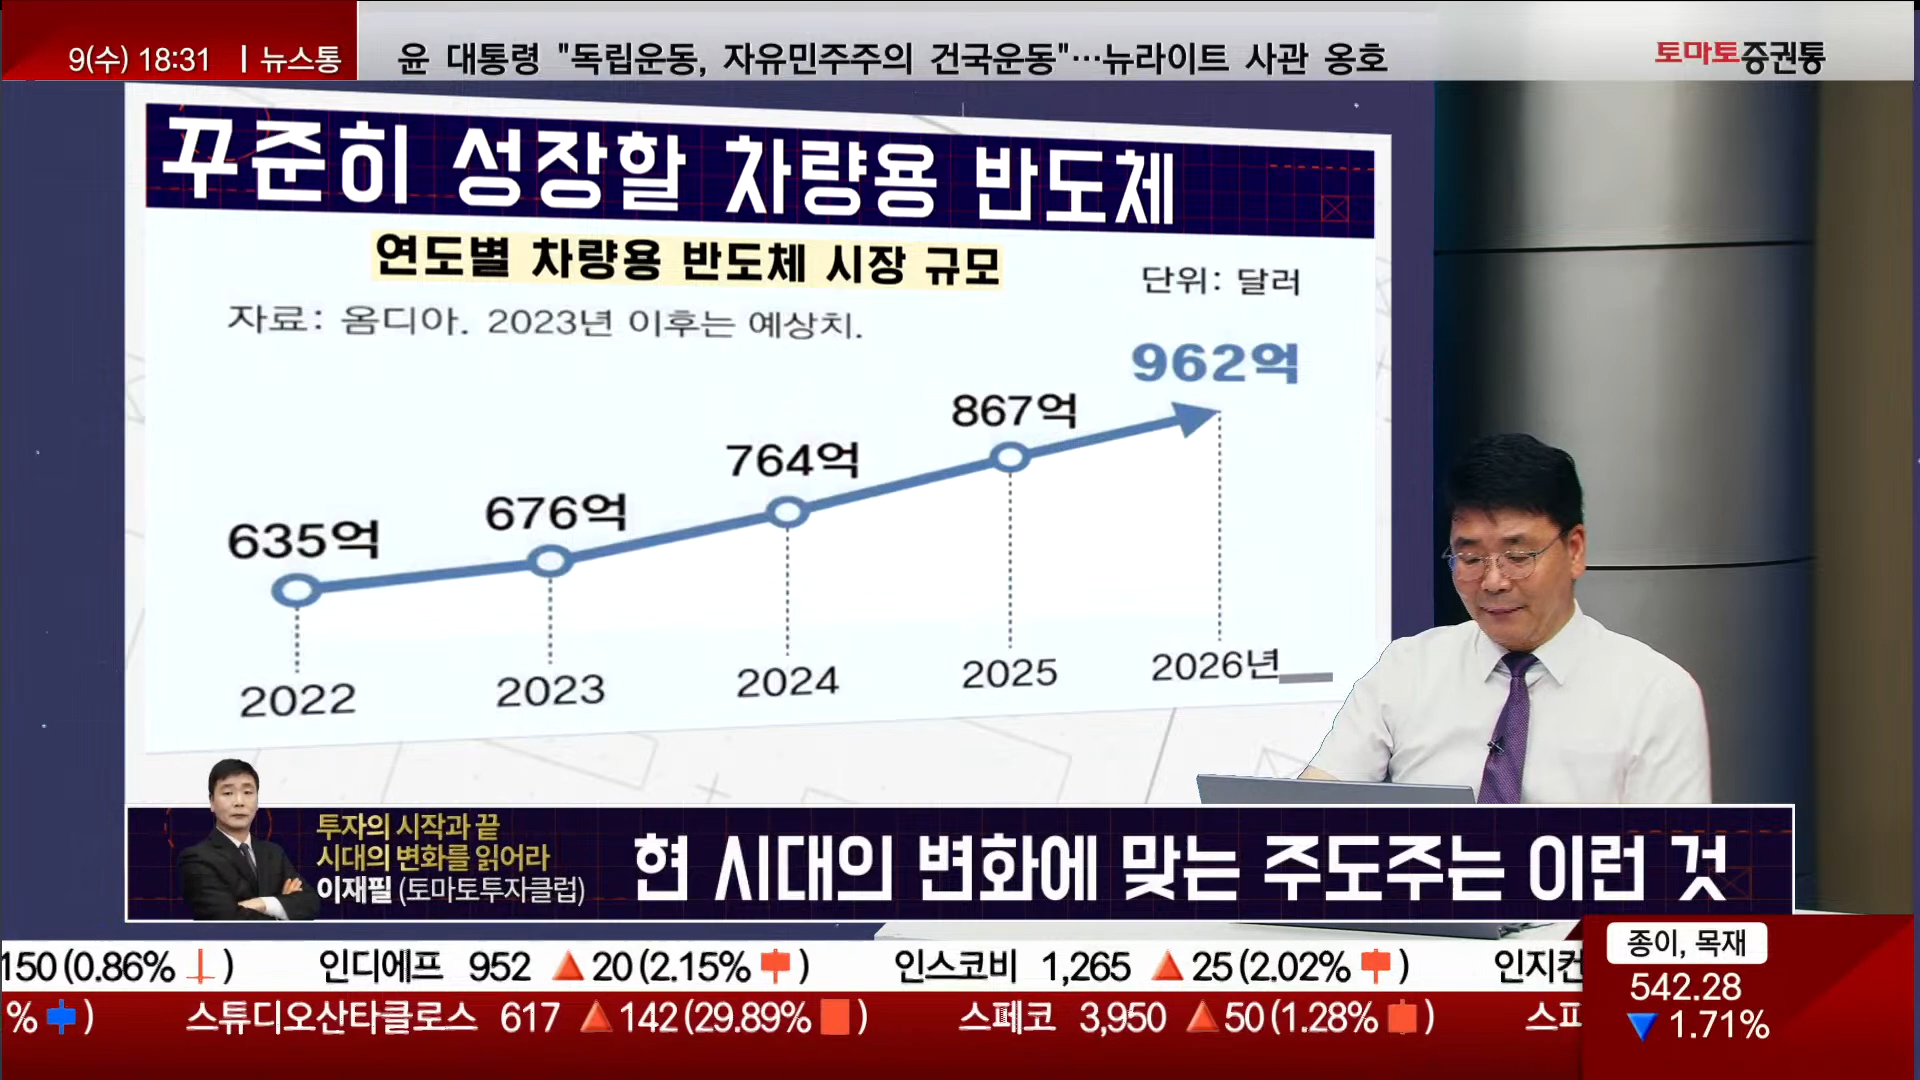 9(수) 18:31 | 뉴스통
윤 대통령 "독립운동, 자유민주주의 건국운동"…뉴라이트 사관 옹호
토마토증권통
꾸준히 성장할 차량용 반도체
연도별 차량용 반도체 시장 규모
단위: 달러
자료: 옴디아. 2023년 이후는 예상치.
962억
867억
764억
676억
635억
2022
2023
2024
2025
2026년
투자의 시작과 끝
시대의 변화를 읽어라
이재필 (토마토투자클럽)
현 시대의 변화에 맞는 주도주는 이런 것
150 (0.86% ) 인디에프 952 ▲20 (2.15% ) 인스코비 1,265 ▲25 (2.02% ) 인지컨
% ) 스튜디오산타클로스 617 ▲142 (29.89% ) 스페코 3,950 ▲50 (1.28% ) 스피
종이, 목재
542.28
▼ 1.71%